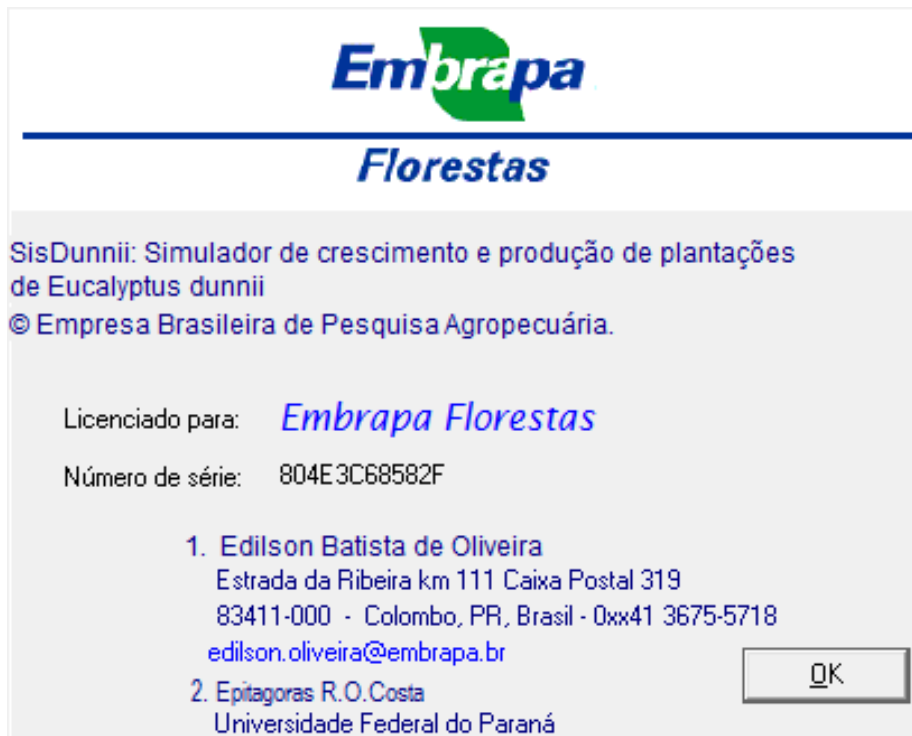 Embrapa
Florestas
SisDunnii: Simulador de crescimento e produção de plantações
de Eucalyptus dunnii
© Empresa Brasileira de Pesquisa Agropecuária.
Licenciado para: Embrapa Florestas
Número de série: 804E3C68582F
1. Edilson Batista de Oliveira
Estrada da Ribeira km 111 Caixa Postal 319
83411-000 - Colombo, PR, Brasil - 0xx41 3675-5718
edilson.oliveira@embrapa.br
OK
2. Epitagoras R.O.Costa
Universidade Federal do Paraná